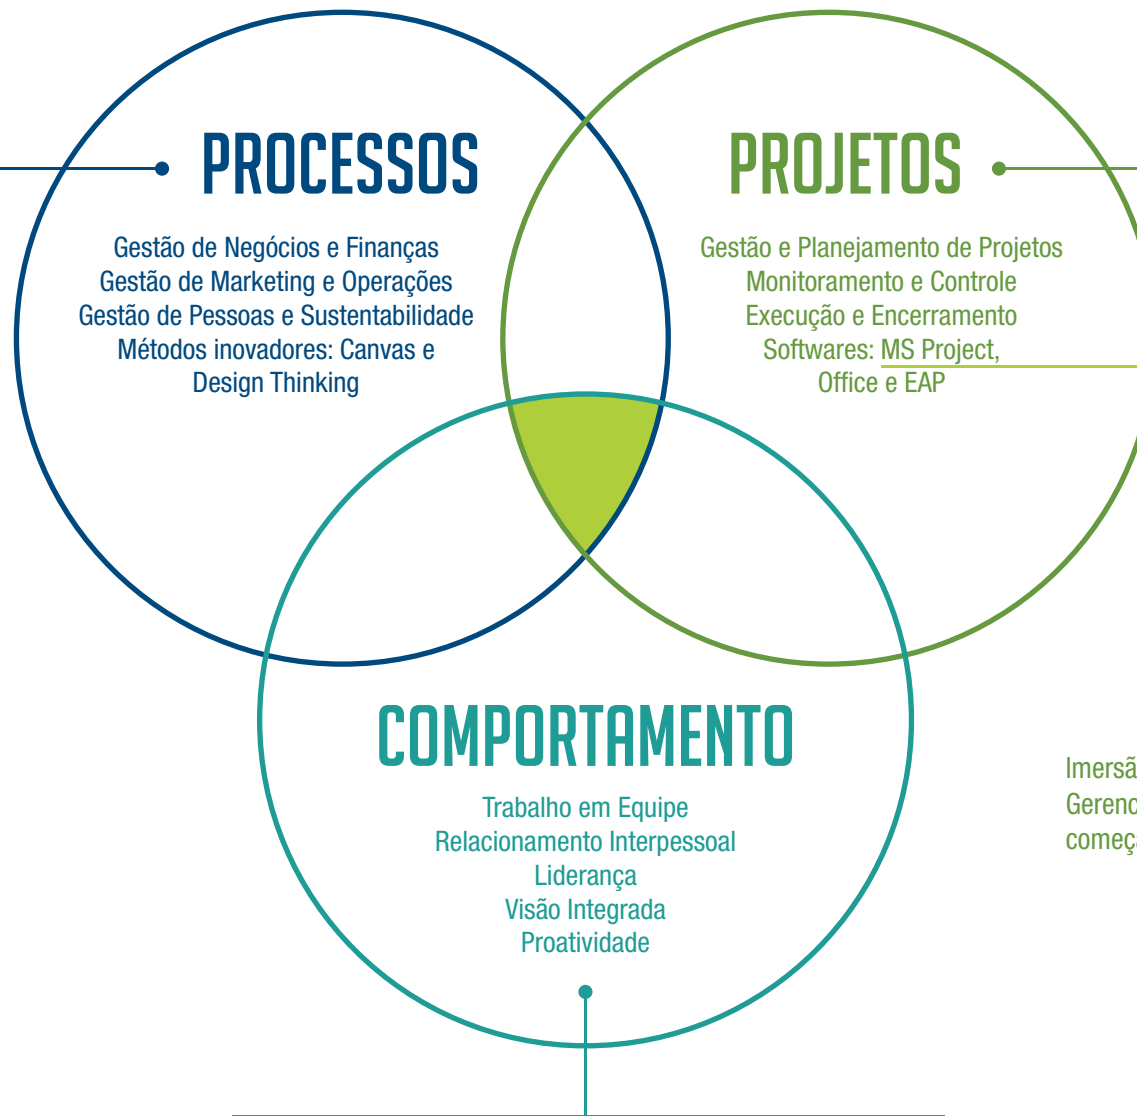 PROCESSOS
Gestão de Negócios e Finanças
Gestão de Marketing e Operações
Gestão de Pessoas e Sustentabilidade
Métodos inovadores: Canvas e
Design Thinking
PROJETOS
Gestão e Planejamento de Projetos
Monitoramento e Controle
Execução e Encerramento
Softwares: MS Project,
Office e EAP
COMPORTAMENTO
Trabalho em Equipe
Relacionamento Interpessoal
Liderança
Visão Integrada
Proatividade